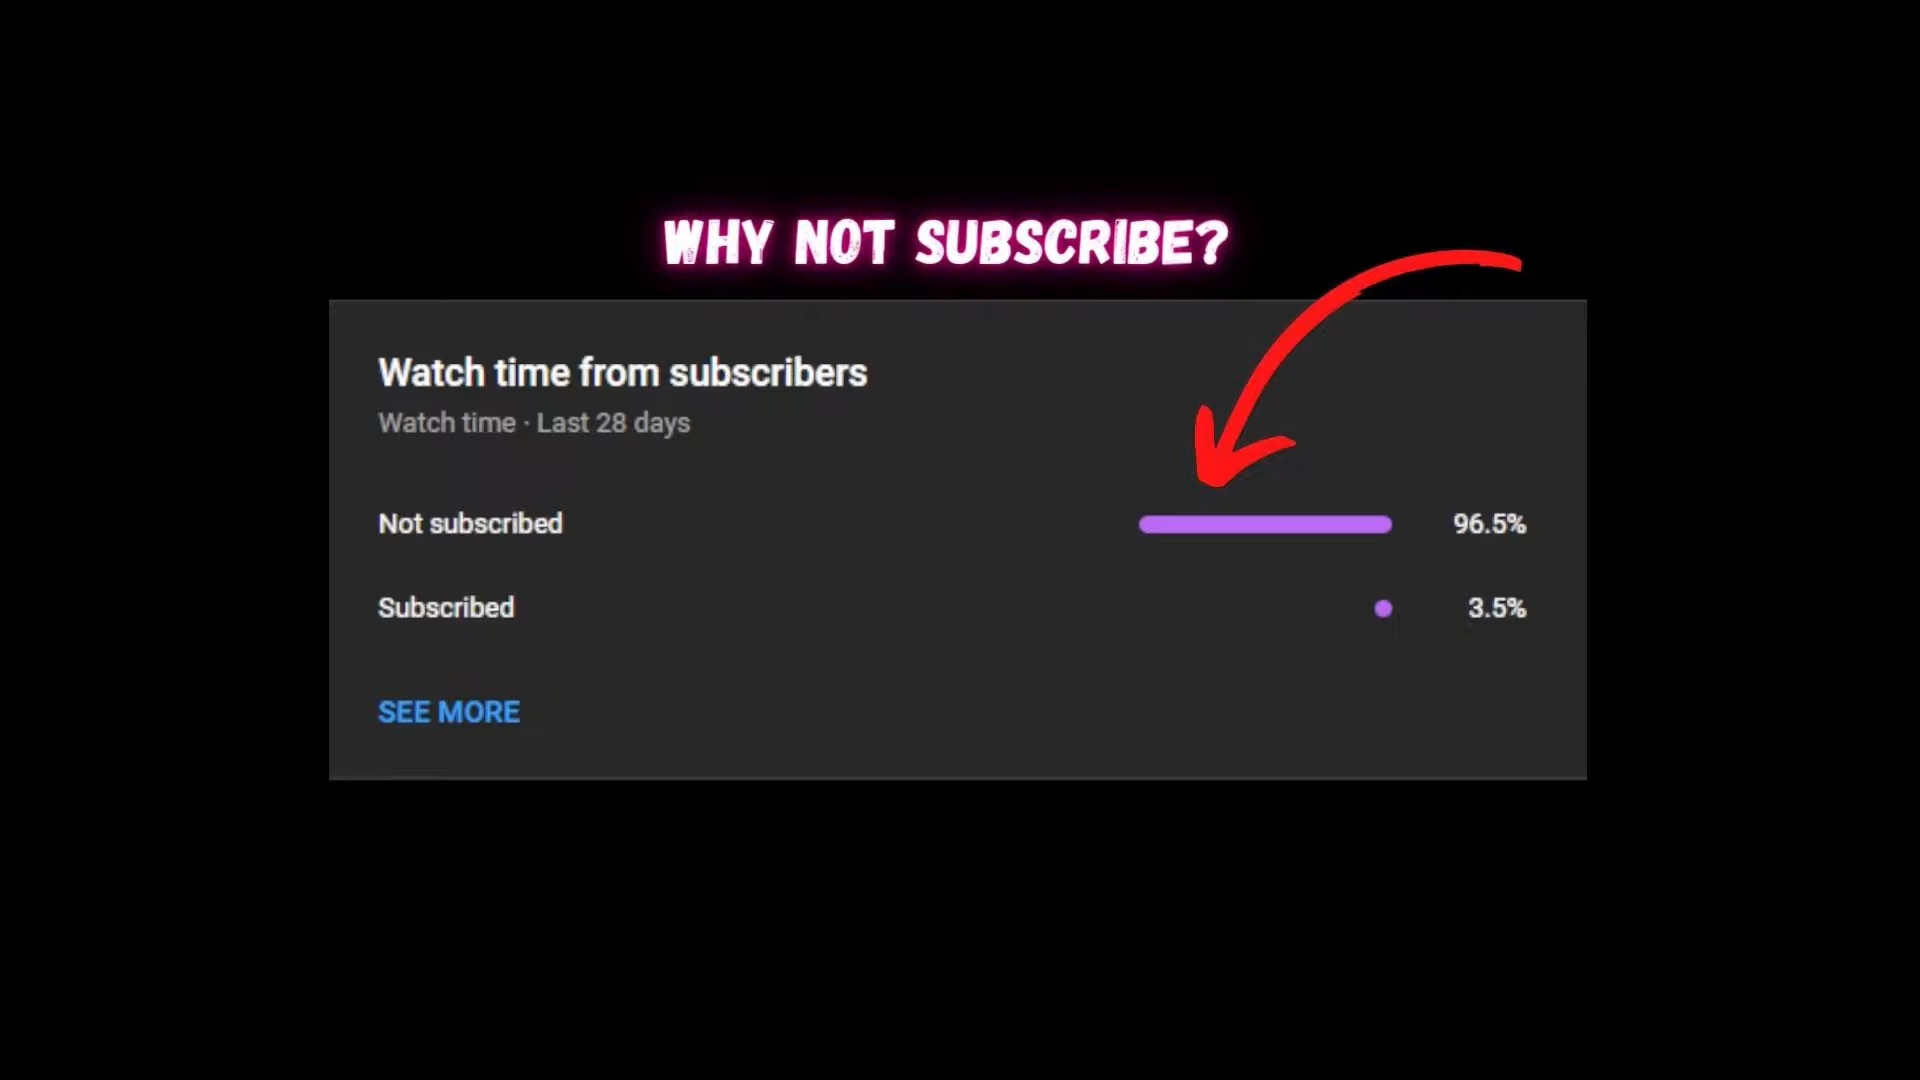 WHY NOT SUBSCRIBE?
Watch time from subscribers
Watch time · Last 28 days
Not subscribed 96.5%
Subscribed 3.5%
SEE MORE